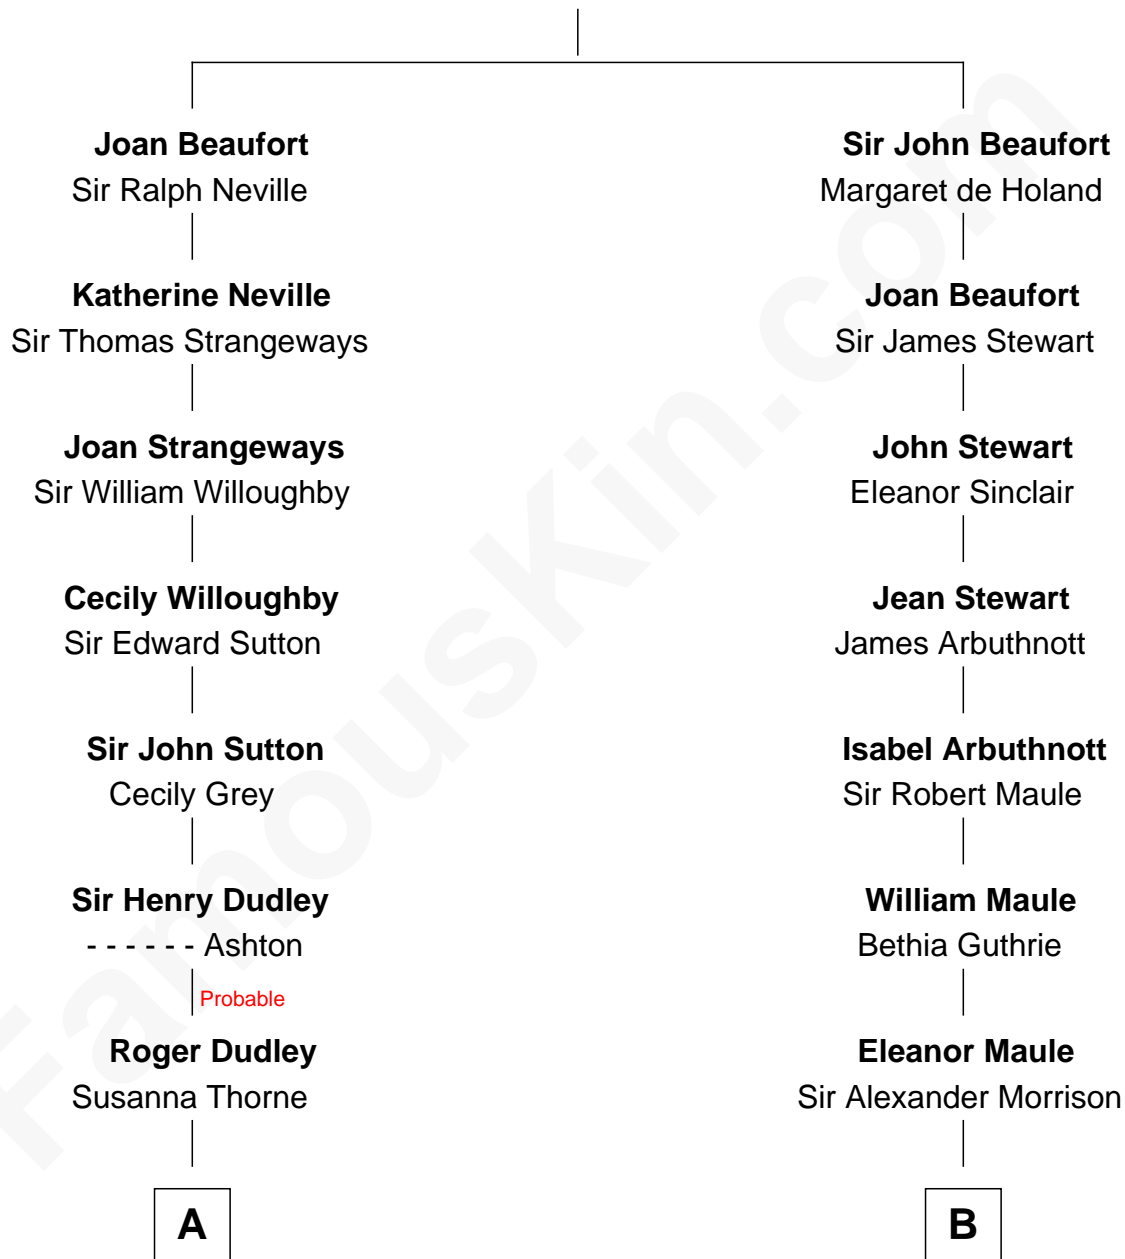 Joan Beaufort
Sir Ralph Neville
Katherine Neville
Sir Thomas Strangeways
Joan Strangeways
Sir William Willoughby
Cecily Willoughby
Sir Edward Sutton
Sir John Sutton
Cecily Grey
Sir Henry Dudley
- - - - - - Ashton
Probable
Roger Dudley
Susanna Thorne
A
Sir John Beaufort
Margaret de Holand
Joan Beaufort
Sir James Stewart
John Stewart
Eleanor Sinclair
Jean Stewart
James Arbuthnott
Isabel Arbuthnott
Sir Robert Maule
William Maule
Bethia Guthrie
Eleanor Maule
Sir Alexander Morrison
B
FamousKin.com